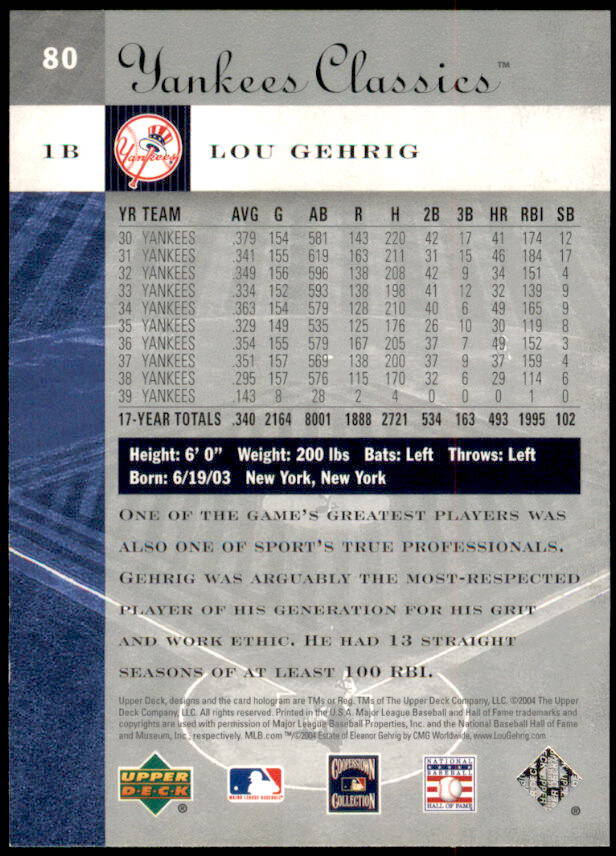 80
Yankees Classics™
1B
Yankees
LOU GEHRIG
YR TEAM AVG G AB R H 2B 3B HR RBI SB
30 YANKEES .379 154 581 143 220 42 17 41 174 12
31 YANKEES .341 155 619 163 211 31 15 46 184 17
32 YANKEES .349 156 596 138 208 42 9 34 151 4
33 YANKEES .334 152 593 138 198 41 12 32 139 9
34 YANKEES .363 154 579 128 210 40 6 49 165 9
35 YANKEES .329 149 535 125 176 26 10 30 119 8
36 YANKEES .354 155 579 167 205 37 7 49 152 3
37 YANKEES .351 157 569 138 200 37 9 37 159 4
38 YANKEES .295 157 576 115 170 32 6 29 114 6
39 YANKEES .143 8 28 2 4 0 0 0 1 0
17-YEAR TOTALS .340 2164 8001 1888 2721 534 163 493 1995 102
Height: 6' 0" Weight: 200 lbs Bats: Left Throws: Left
Born: 6/19/03 New York, New York
ONE OF THE GAME'S GREATEST PLAYERS WAS
ALSO ONE OF SPORT'S TRUE PROFESSIONALS.
GEHRIG WAS ARGUABLY THE MOST-RESPECTED
PLAYER OF HIS GENERATION FOR HIS GRIT
AND WORK ETHIC. HE HAD 13 STRAIGHT
SEASONS OF AT LEAST 100 RBI.
Upper Deck, designs and the card hologram are TMs or Reg. TMs of The Upper Deck Company, LLC. ©2004 The Upper
Deck Company, LLC. All rights reserved. Printed in the U.S.A. Major League Baseball and Hall of Fame trademarks and
copyrights are used with permission of Major League Baseball Properties, Inc. and the National Baseball Hall of Fame
and Museum, Inc., respectively. MLB.com ™/©2004 Estate of Eleanor Gehrig by CMG Worldwide, www.LouGehrig.com.
UPPER
DECK
®
MAJOR LEAGUE BASEBALL
COOPERSTOWN
COLLECTION
NATIONAL
BASEBALL
HALL OF FAME
®